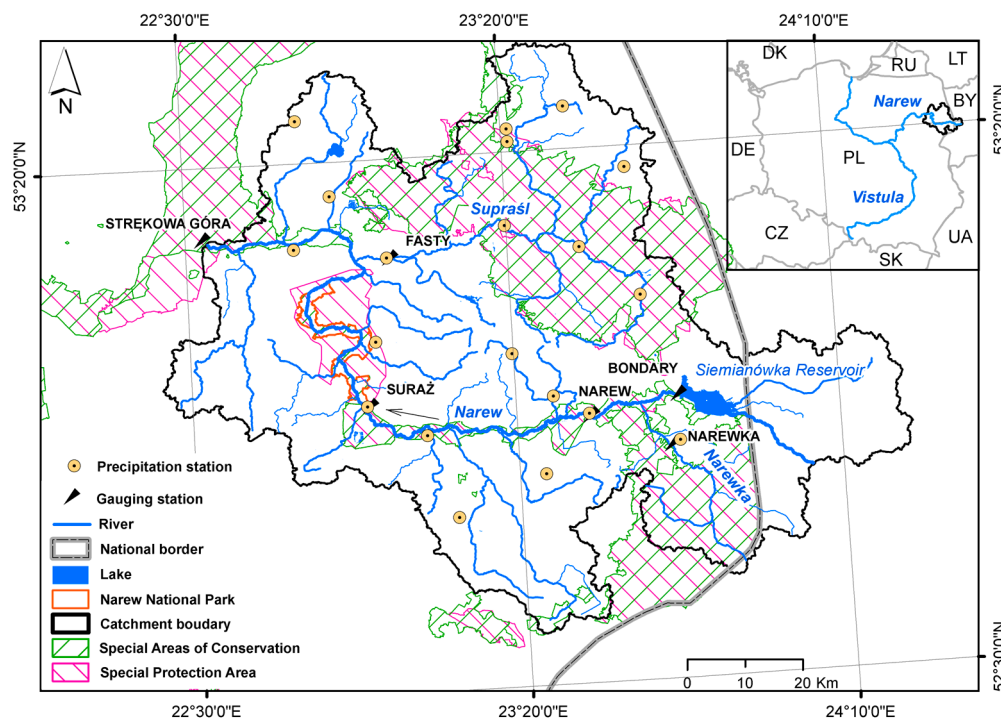 22°30'0"E
23°20'0"E
24°10'0"E
N
DK
LT
RU
Narew
BY
DE
PL
Vistula
CZ
UA
SK
53°20'0"N
53°20'0"N
STRĘKOWA GÓRA
Supraśl
FASTY
BONDARY
Siemianówka Reservoir
SURAŻ
NAREW
Narew
NAREWKA
Narewka
Precipitation station
Gauging station
River
National border
Lake
Narew National Park
Catchment boudary
Special Areas of Conservation
Special Protection Area
0 10 20 Km
52°30'0"N
22°30'0"E
23°20'0"E
24°10'0"E